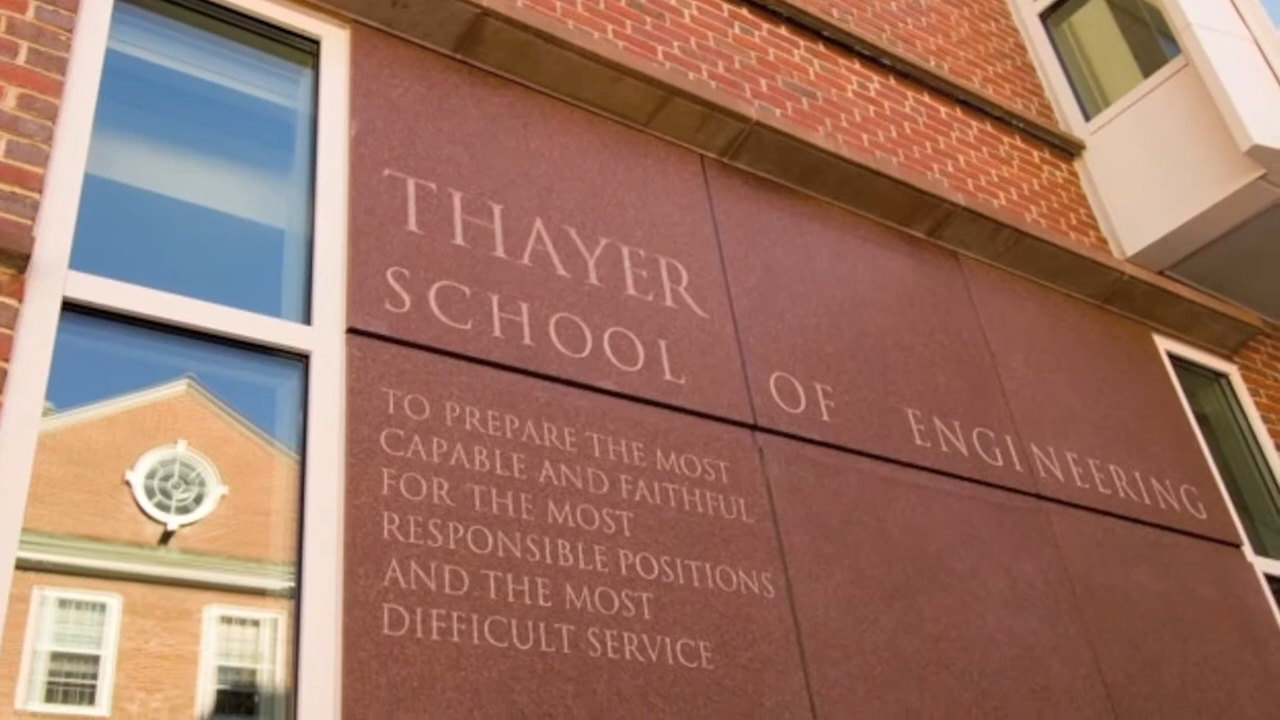 THAYER
SCHOOL OF ENGINEERING
TO PREPARE THE MOST
CAPABLE AND FAITHFUL
FOR THE MOST
RESPONSIBLE POSITIONS
AND THE MOST
DIFFICULT SERVICE